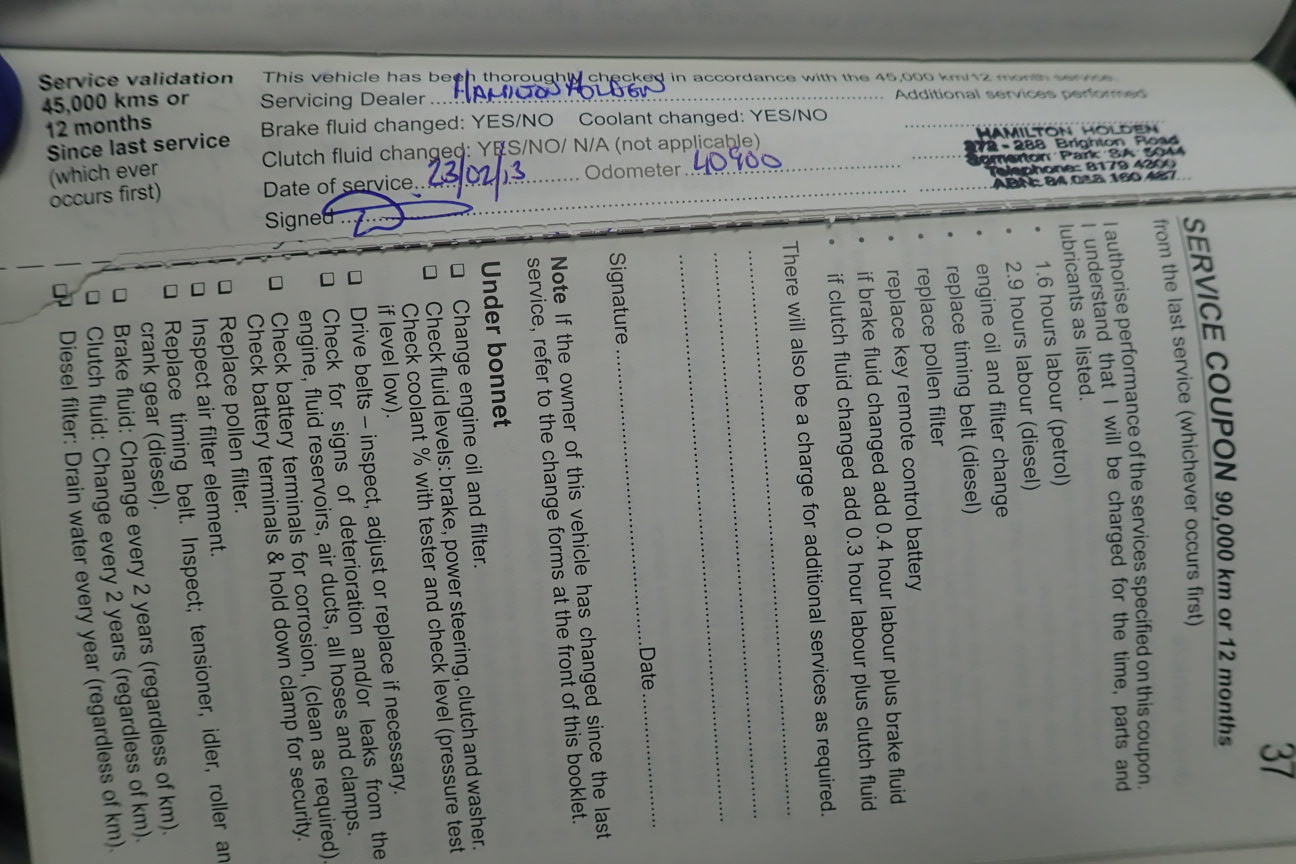 Service validation
45,000 kms or
12 months
Since last service
(which ever
occurs first)
This vehicle has been thoroughly checked in accordance with the 45,000 km/12 month service.
Servicing Dealer ... HAMILTON HOLDEN
Additional services performed
Brake fluid changed: YES/NO Coolant changed: YES/NO
Clutch fluid changed: YES/NO/ N/A (not applicable)
Date of service... 23/02/13 ... Odometer ... 40900
Signed ...
HAMILTON HOLDEN
272 - 288 Brighton Road
Somerton Park SA 5044
Telephone: 8179 4200
ABN:
37
SERVICE COUPON 90,000 km or 12 months
from the last service (whichever occurs first)
I authorise performance of the services specified on this coupon.
I understand that I will be charged for the time, parts and
lubricants as listed.
• 1.6 hours labour (petrol)
• 2.9 hours labour (diesel)
• engine oil and filter change
• replace timing belt (diesel)
• replace pollen filter
• replace key remote control battery
• if brake fluid changed add 0.4 hour labour plus brake fluid
• if clutch fluid changed add 0.3 hour labour plus clutch fluid
There will also be a charge for additional services as required.
Signature ... Date ...
Note If the owner of this vehicle has changed since the last
service, refer to the change forms at the front of this booklet.
Under bonnet
❑ Change engine oil and filter.
❑ Check fluid levels: brake, power steering, clutch and washer.
Check coolant % with tester and check level (pressure test
if level low).
❑ Drive belts – inspect, adjust or replace if necessary.
❑ Check for signs of deterioration and/or leaks from the
engine, fluid reservoirs, air ducts, all hoses and clamps.
❑ Check battery terminals for corrosion, (clean as required).
Check battery terminals & hold down clamp for security.
❑ Replace pollen filter.
❑ Inspect air filter element.
❑ Replace timing belt. Inspect; tensioner, idler, roller an
crank gear (diesel).
❑ Brake fluid: Change every 2 years (regardless of km).
❑ Clutch fluid: Change every 2 years (regardless of km).
❑ Diesel filter: Drain water every year (regardless of km).